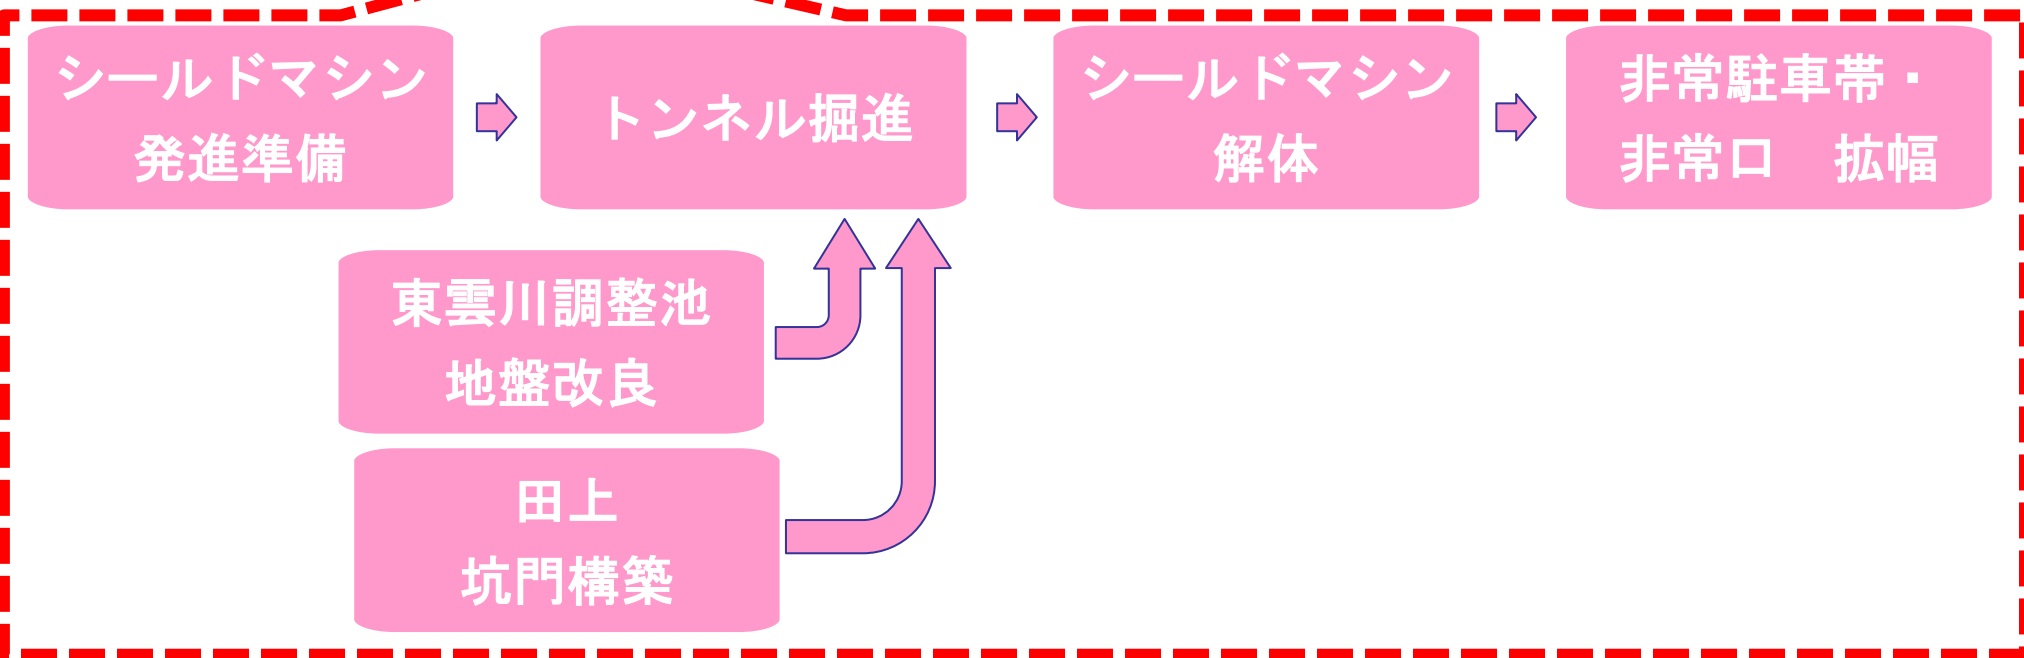 シールドマシン
発進準備
トンネル掘進
シールドマシン
解体
非常駐車帯・
非常口　拡幅
東雲川調整池
地盤改良
田上
坑門構築